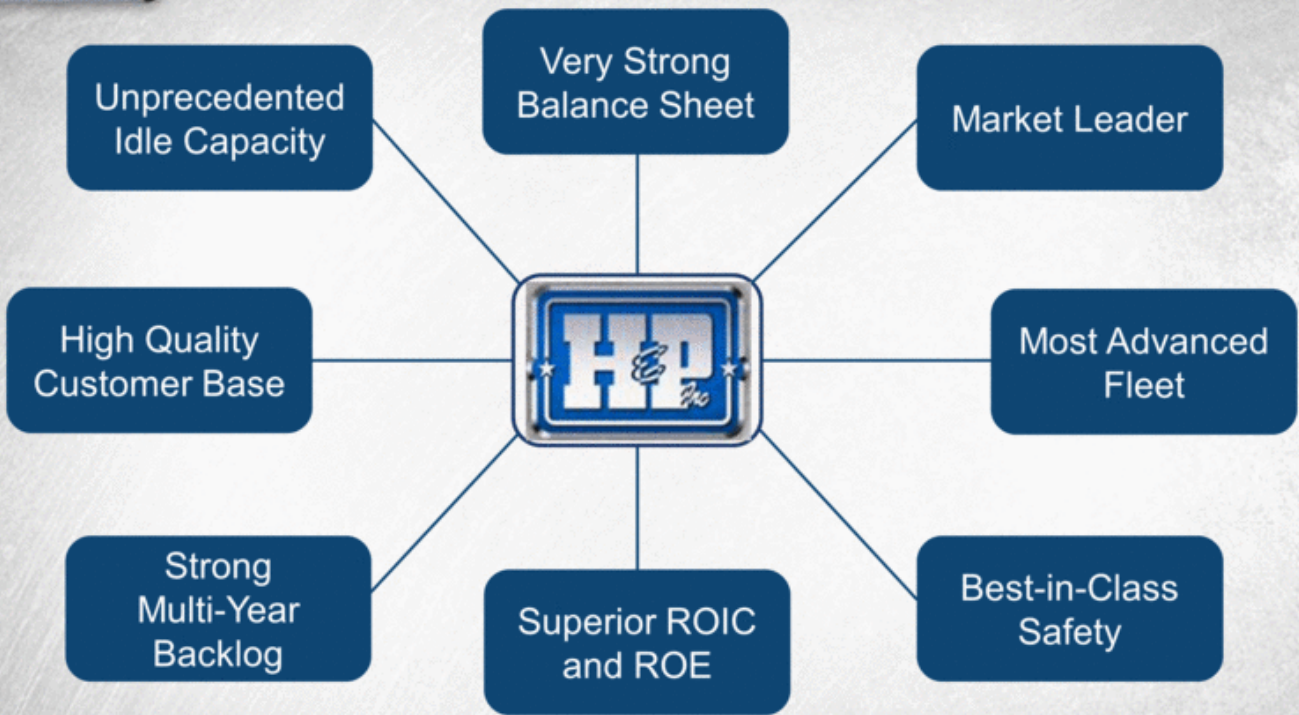 Unprecedented
Idle Capacity
Very Strong
Balance Sheet
Market Leader
High Quality
Customer Base
H&P
Inc
Most Advanced
Fleet
Strong
Multi-Year
Backlog
Superior ROIC
and ROE
Best-in-Class
Safety